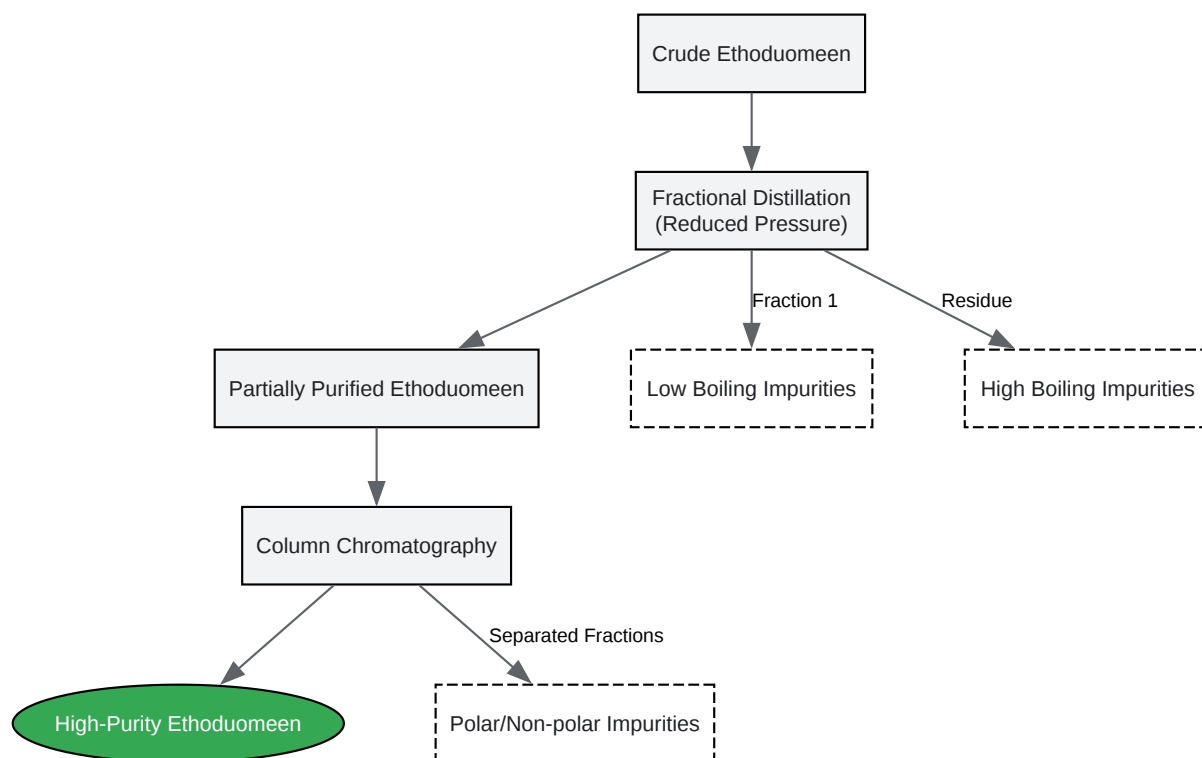 Crude Ethoduomeen
Fractional Distillation
(Reduced Pressure)
Fraction 1
Residue
Partially Purified Ethoduomeen
Low Boiling Impurities
High Boiling Impurities
Column Chromatography
Separated Fractions
High-Purity Ethoduomeen
Polar/Non-polar Impurities